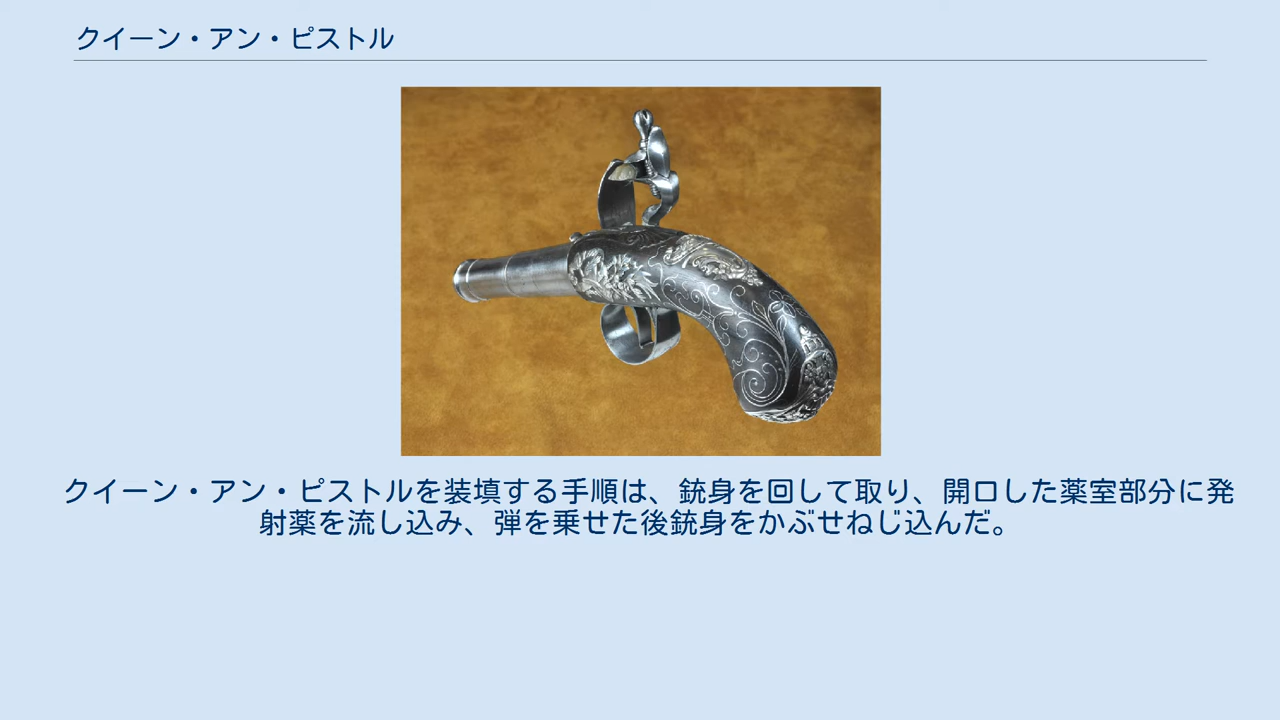 クイーン・アン・ピストル
クイーン・アン・ピストルを装填する手順は、銃身を回して取り、開口した薬室部分に発
射薬を流し込み、弾を乗せた後銃身をかぶせねじ込んだ。